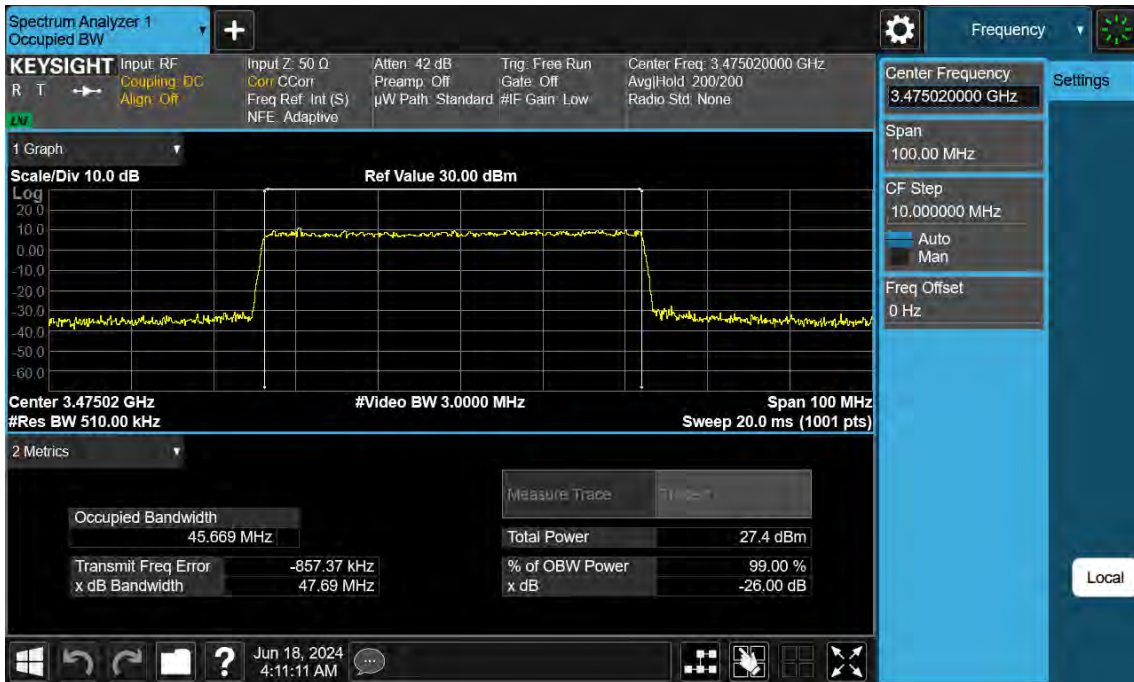 Spectrum Analyzer 1
Occupied BW
Frequency
KEYSIGHT
R T
Input: RF
Coupling: DC
Align: Off
Input Z: 50 Ω
Corr CCorr
Freq Ref: Int (S)
NFE: Adaptive
Atten: 42 dB
Preamp: Off
µW Path: Standard
Trig: Free Run
Gate: Off
#IF Gain: Low
Center Freq: 3.475020000 GHz
Avg|Hold: 200/200
Radio Std: None
1 Graph
Scale/Div 10.0 dB
Ref Value 30.00 dBm
Log
20.0
10.0
0.00
-10.0
-20.0
-30.0
-40.0
-50.0
-60.0
Center 3.47502 GHz
#Video BW 3.0000 MHz
Span 100 MHz
#Res BW 510.00 kHz
Sweep 20.0 ms (1001 pts)
2 Metrics
Measure Trace
Occupied Bandwidth
45.669 MHz
Total Power 27.4 dBm
Transmit Freq Error -857.37 kHz
% of OBW Power 99.00 %
x dB Bandwidth 47.69 MHz
x dB -26.00 dB
Center Frequency
3.475020000 GHz
Settings
Span
100.00 MHz
CF Step
10.000000 MHz
Auto
Man
Freq Offset
0 Hz
Local
?
Jun 18, 2024
4:11:11 AM